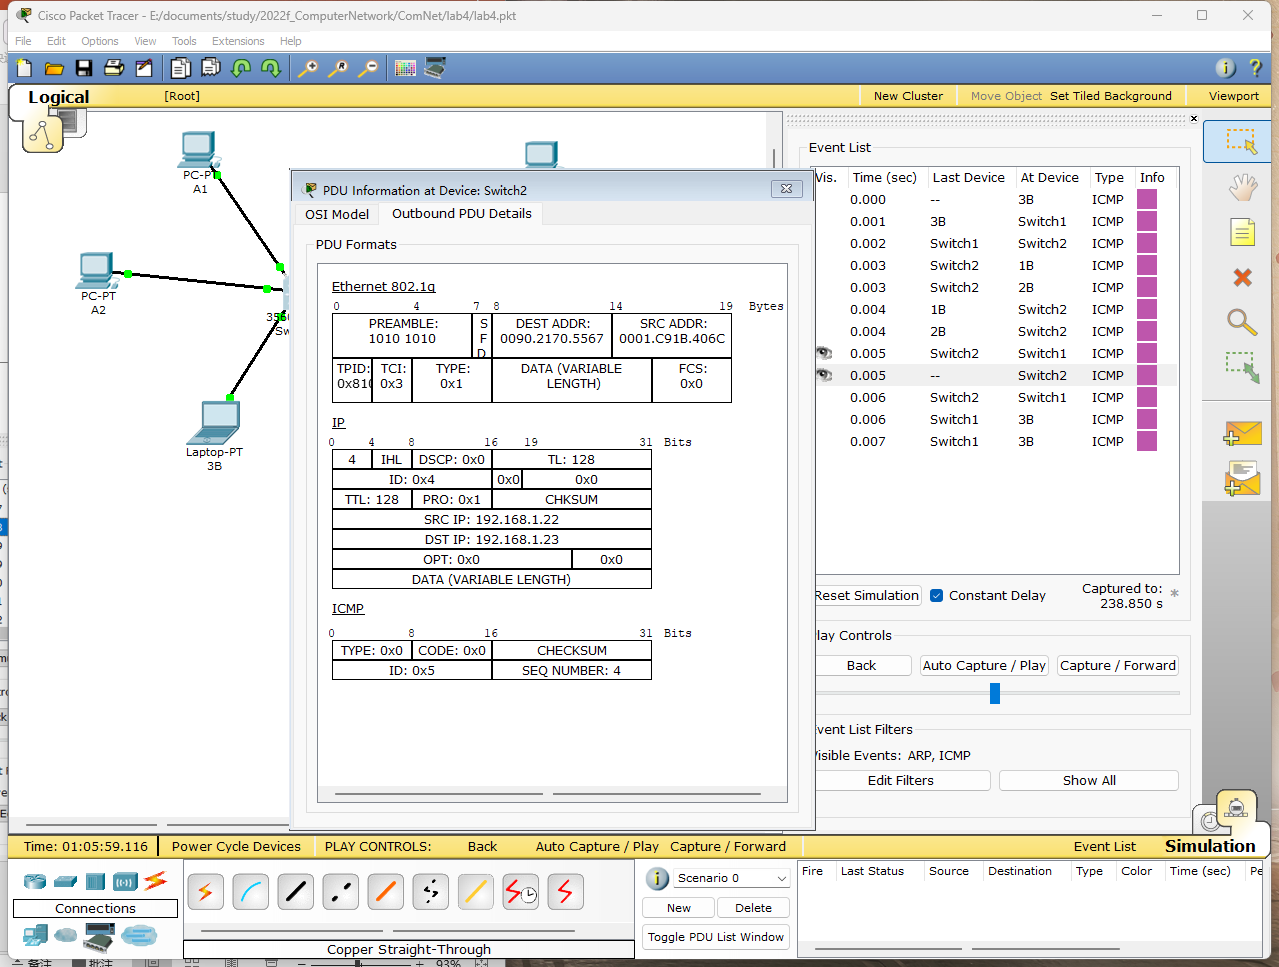 Cisco Packet Tracer - E:/documents/study/2022f_ComputerNetwork/ComNet/lab4/lab4.pkt
File Edit Options View Tools Extensions Help
Logical [Root] New Cluster Move Object Set Tiled Background Viewport
PC-PT
A1
PC-PT
A2
3560
Sw
Laptop-PT
3B
PDU Information at Device: Switch2
OSI Model Outbound PDU Details
PDU Formats
Ethernet 802.1q
0 4 7 8 14 19 Bytes
PREAMBLE: 1010 1010
S F D
DEST ADDR: 0090.2170.5567
SRC ADDR: 0001.C91B.406C
TPID: 0x810
TCI: 0x3
TYPE: 0x1
DATA (VARIABLE LENGTH)
FCS: 0x0
IP
0 4 8 16 19 31 Bits
4 IHL DSCP: 0x0 TL: 128
ID: 0x4 0x0 0x0
TTL: 128 PRO: 0x1 CHKSUM
SRC IP: 192.168.1.22
DST IP: 192.168.1.23
OPT: 0x0 0x0
DATA (VARIABLE LENGTH)
ICMP
0 8 16 31 Bits
TYPE: 0x0 CODE: 0x0 CHECKSUM
ID: 0x5 SEQ NUMBER: 4
Event List
Vis. Time (sec) Last Device At Device Type Info
0.000 -- 3B ICMP
0.001 3B Switch1 ICMP
0.002 Switch1 Switch2 ICMP
0.003 Switch2 1B ICMP
0.003 Switch2 2B ICMP
0.004 1B Switch2 ICMP
0.004 2B Switch2 ICMP
0.005 Switch2 Switch1 ICMP
0.005 -- Switch2 ICMP
0.006 Switch2 Switch1 ICMP
0.006 Switch1 3B ICMP
0.007 Switch1 3B ICMP
Reset Simulation Constant Delay Captured to: *
238.850 s
lay Controls
Back Auto Capture / Play Capture / Forward
vent List Filters
isible Events: ARP, ICMP
Edit Filters Show All
Time: 01:05:59.116 Power Cycle Devices PLAY CONTROLS: Back Auto Capture / Play Capture / Forward Event List Simulation
Connections
Copper Straight-Through
Scenario 0
New Delete
Toggle PDU List Window
Fire Last Status Source Destination Type Color Time (sec) Pe
备注 批注 93%